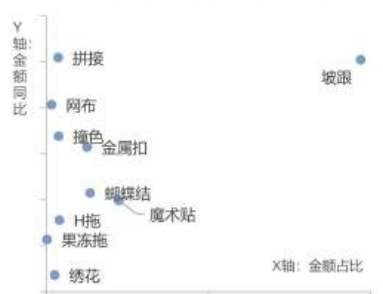 Y轴：金额同比
拼接
坡跟
网布
撞色
金属扣
蝴蝶结
魔术贴
H拖
果冻拖
X轴：金额占比
绣花